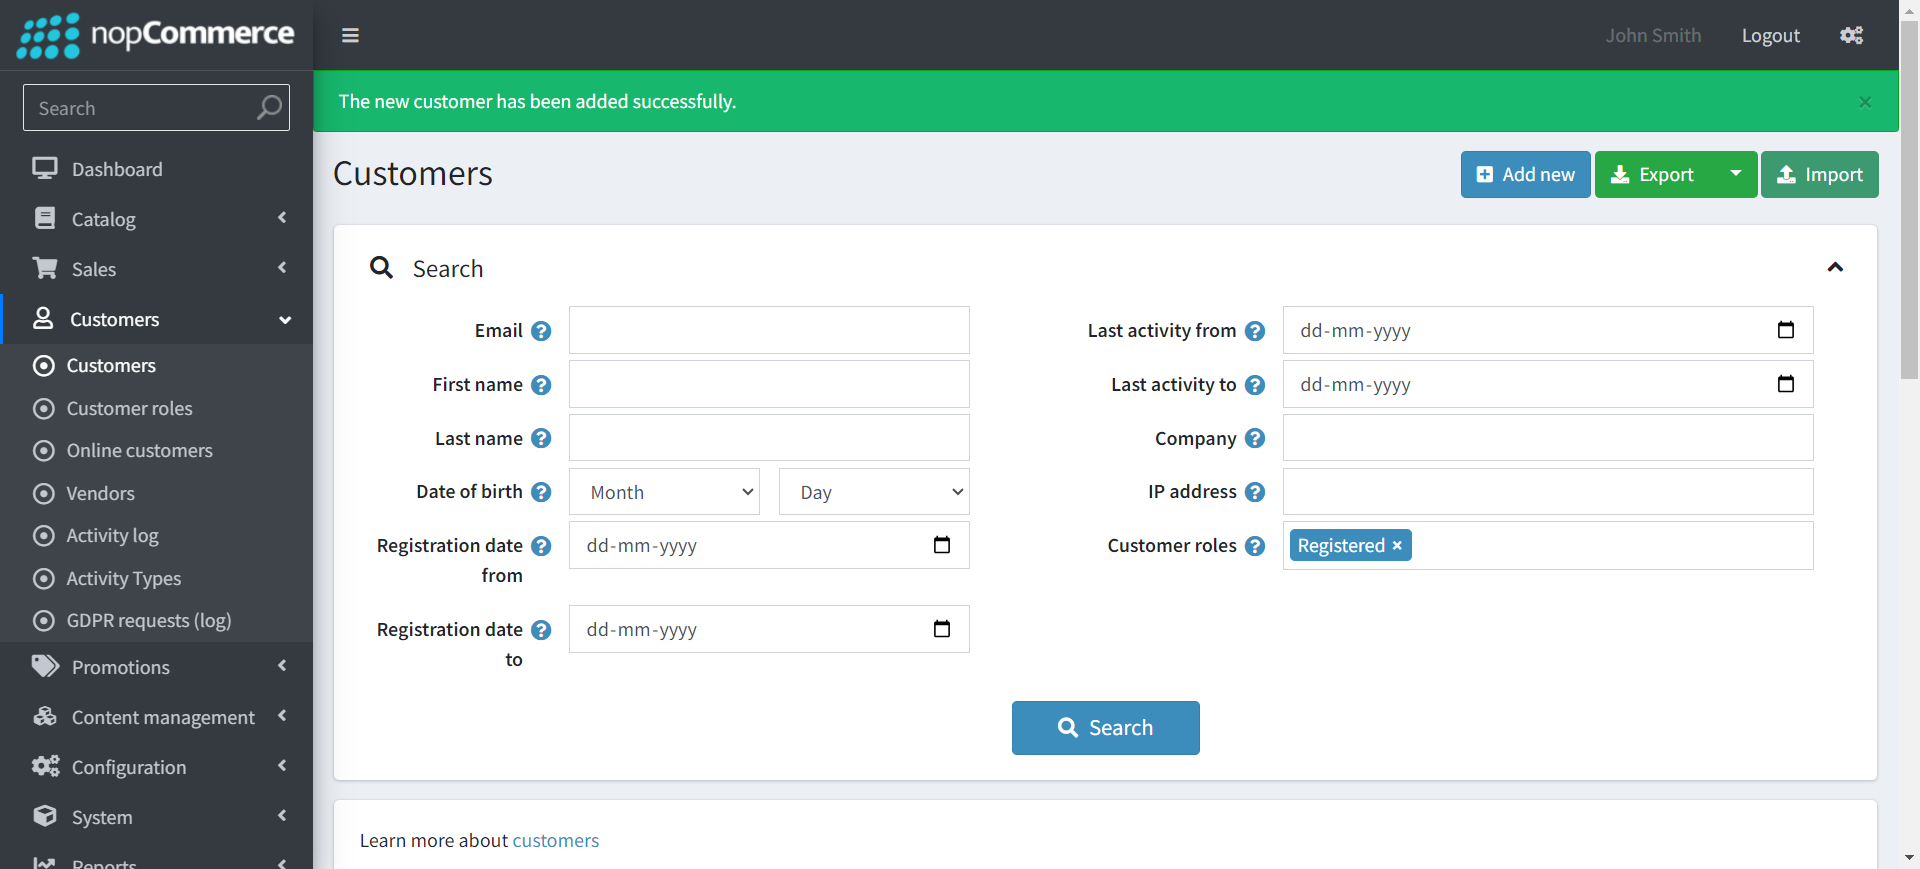 nopCommerce
John Smith
Logout
The new customer has been added successfully.
×
Search
Dashboard
Catalog
Sales
Customers
Customers
Customer roles
Online customers
Vendors
Activity log
Activity Types
GDPR requests (log)
Promotions
Content management
Configuration
System
Reports
Customers
Add new
Export
Import
Search
Email
First name
Last name
Date of birth
Month
Day
Registration date
from
dd-mm-yyyy
Registration date
to
dd-mm-yyyy
Last activity from
dd-mm-yyyy
Last activity to
dd-mm-yyyy
Company
IP address
Customer roles
Registered ×
Search
Learn more about customers